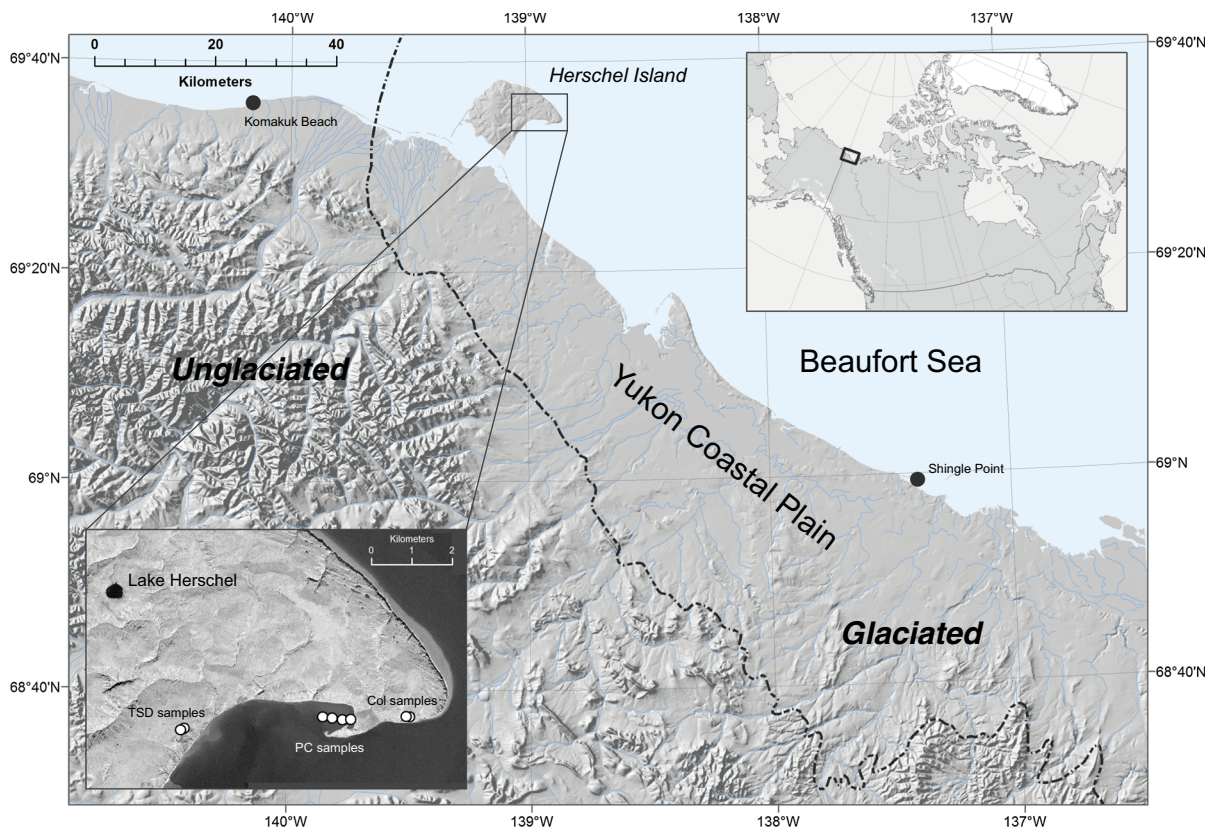 140°W
139°W
138°W
137°W
0
20
40
Kilometers
69°40'N
69°40'N
Herschel Island
Komakuk Beach
69°20'N
69°20'N
Unglaciated
Beaufort Sea
Yukon Coastal Plain
69°N
69°N
Shingle Point
Kilometers
0
1
2
Lake Herschel
Glaciated
68°40'N
68°40'N
TSD samples
Col samples
PC samples
140°W
139°W
138°W
137°W